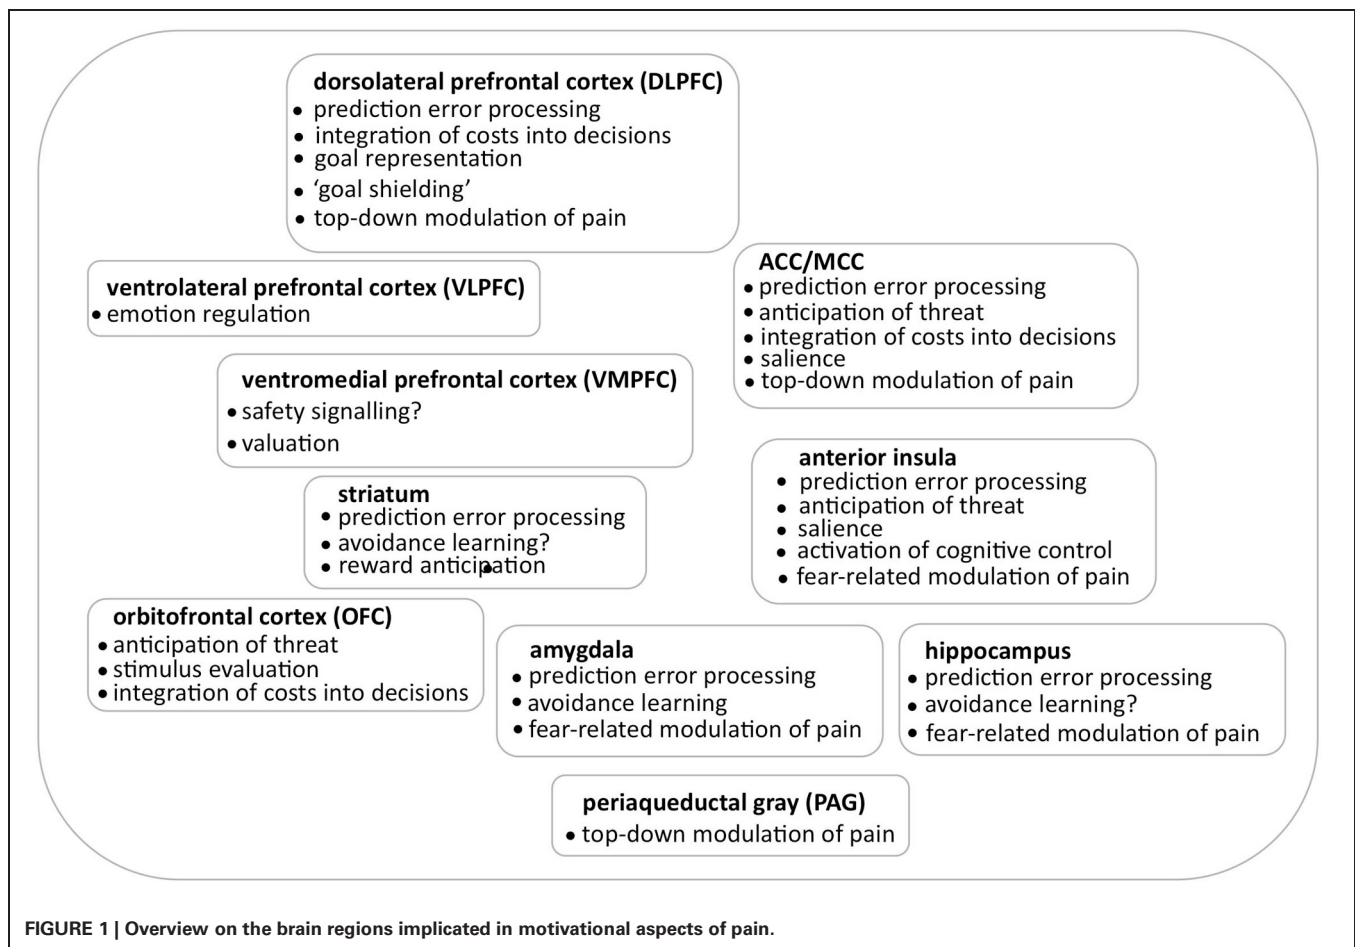 dorsolateral prefrontal cortex (DLPFC)
• prediction error processing
• integration of costs into decisions
• goal representation
• ‘goal shielding’
• top-down modulation of pain
ventrolateral prefrontal cortex (VLPFC)
• emotion regulation
ACC/MCC
• prediction error processing
• anticipation of threat
• integration of costs into decisions
• salience
• top-down modulation of pain
ventromedial prefrontal cortex (VMPFC)
• safety signalling?
• valuation
anterior insula
• prediction error processing
• anticipation of threat
• salience
• activation of cognitive control
• fear-related modulation of pain
striatum
• prediction error processing
• avoidance learning?
• reward anticipation
orbitofrontal cortex (OFC)
• anticipation of threat
• stimulus evaluation
• integration of costs into decisions
amygdala
• prediction error processing
• avoidance learning
• fear-related modulation of pain
hippocampus
• prediction error processing
• avoidance learning?
• fear-related modulation of pain
periaqueductal gray (PAG)
• top-down modulation of pain
FIGURE 1 | Overview on the brain regions implicated in motivational aspects of pain.